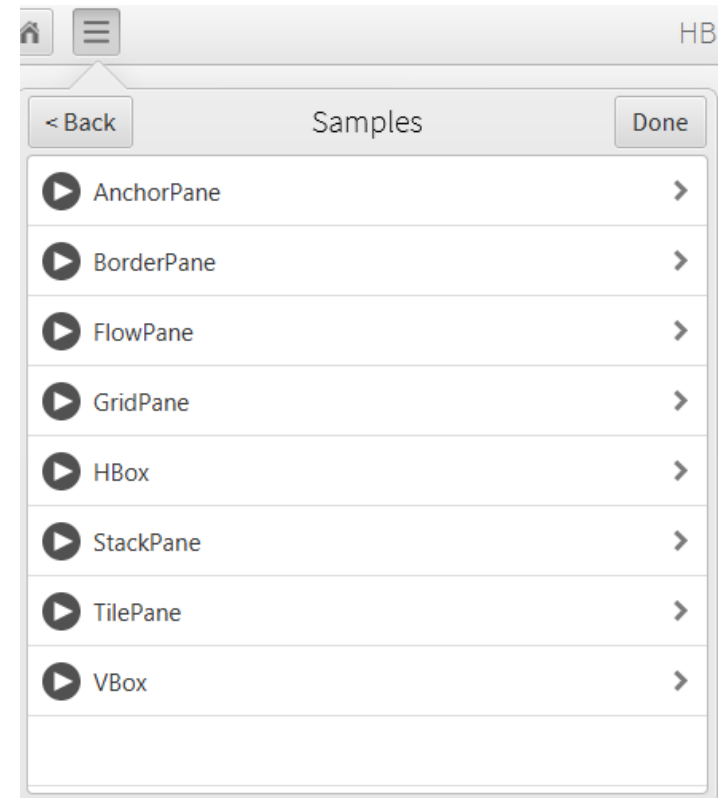 HB
< Back Samples Done
AnchorPane
BorderPane
FlowPane
GridPane
HBox
StackPane
TilePane
VBox